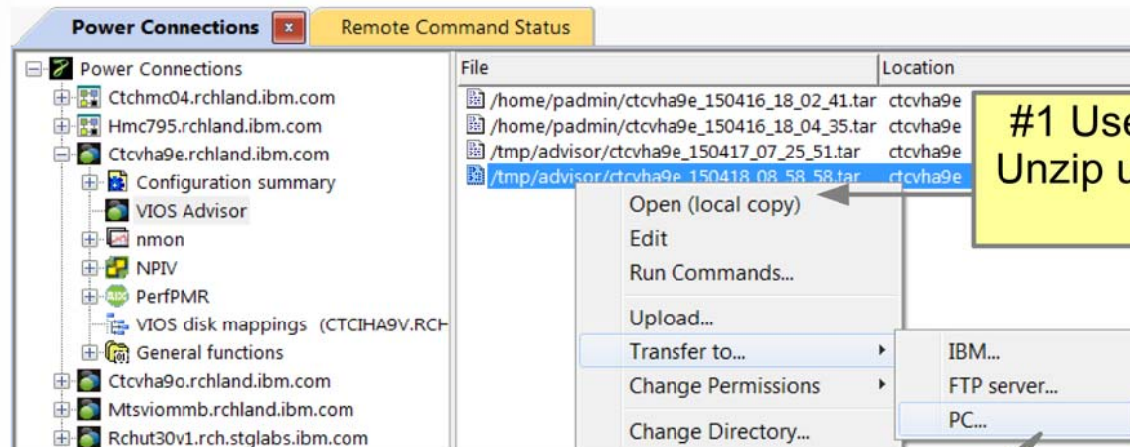 Power Connections x
Remote Command Status
Power Connections
Ctchmc04.rchland.ibm.com
Hmc795.rchland.ibm.com
Ctcvha9e.rchland.ibm.com
Configuration summary
VIOS Advisor
nmon
NPIV
PerfPMR
VIOS disk mappings (CTCIHA9V.RCH
General functions
Ctcvha9o.rchland.ibm.com
Mtsviommb.rchland.ibm.com
Rchut30v1.rch.stglabs.ibm.com
File Location
/home/padmin/ctcvha9e_150416_18_02_41.tar ctcvha9e
/home/padmin/ctcvha9e_150416_18_04_35.tar ctcvha9e
/tmp/advisor/ctcvha9e_150417_07_25_51.tar ctcvha9e
/tmp/advisor/ctcvha9e_150418_08_58_58.tar ctcvha9e
Open (local copy)
Edit
Run Commands...
Upload...
Transfer to...
Change Permissions
Change Directory...
IBM...
FTP server...
PC...
#1 Use
Unzip u